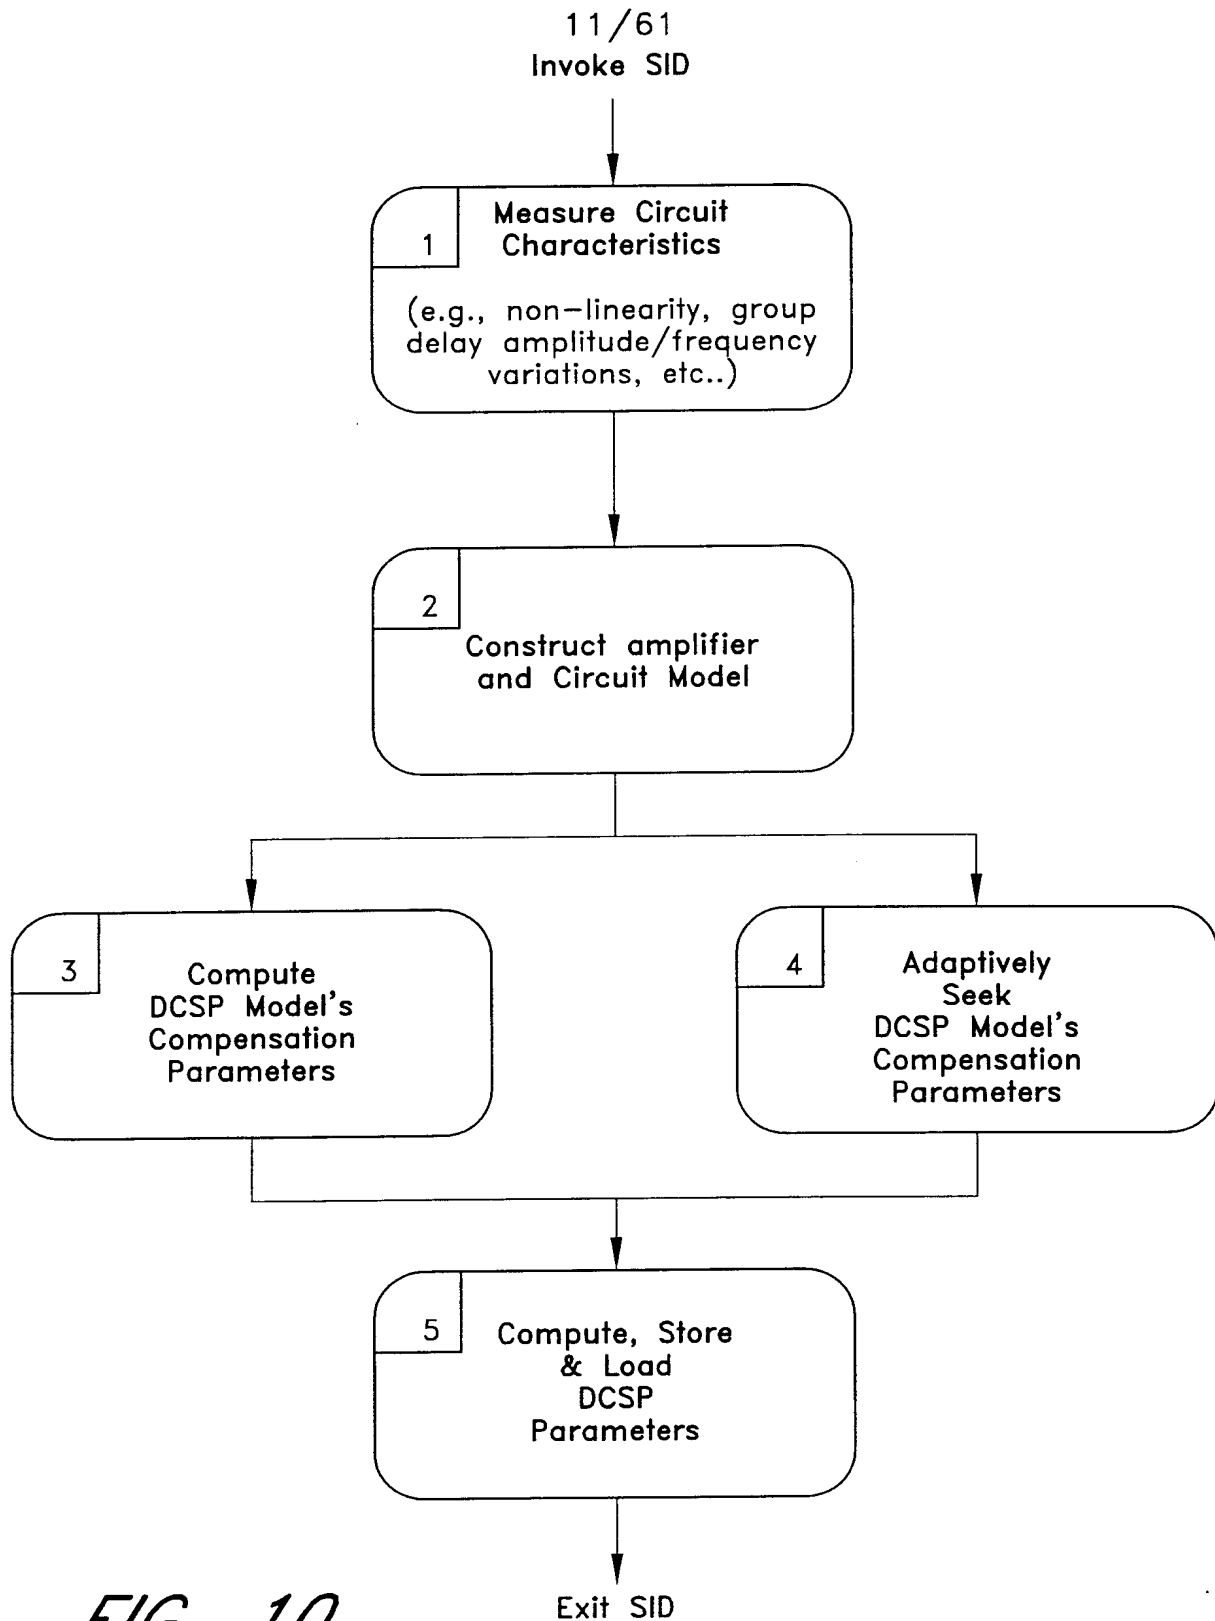 11/61
Invoke SID
1
Measure Circuit
Characteristics
(e.g., non-linearity, group
delay amplitude/frequency
variations, etc..)
2
Construct amplifier
and Circuit Model
3
Compute
DCSP Model's
Compensation
Parameters
4
Adaptively
Seek
DCSP Model's
Compensation
Parameters
5
Compute, Store
& Load
DCSP
Parameters
Exit SID
FIG. 10